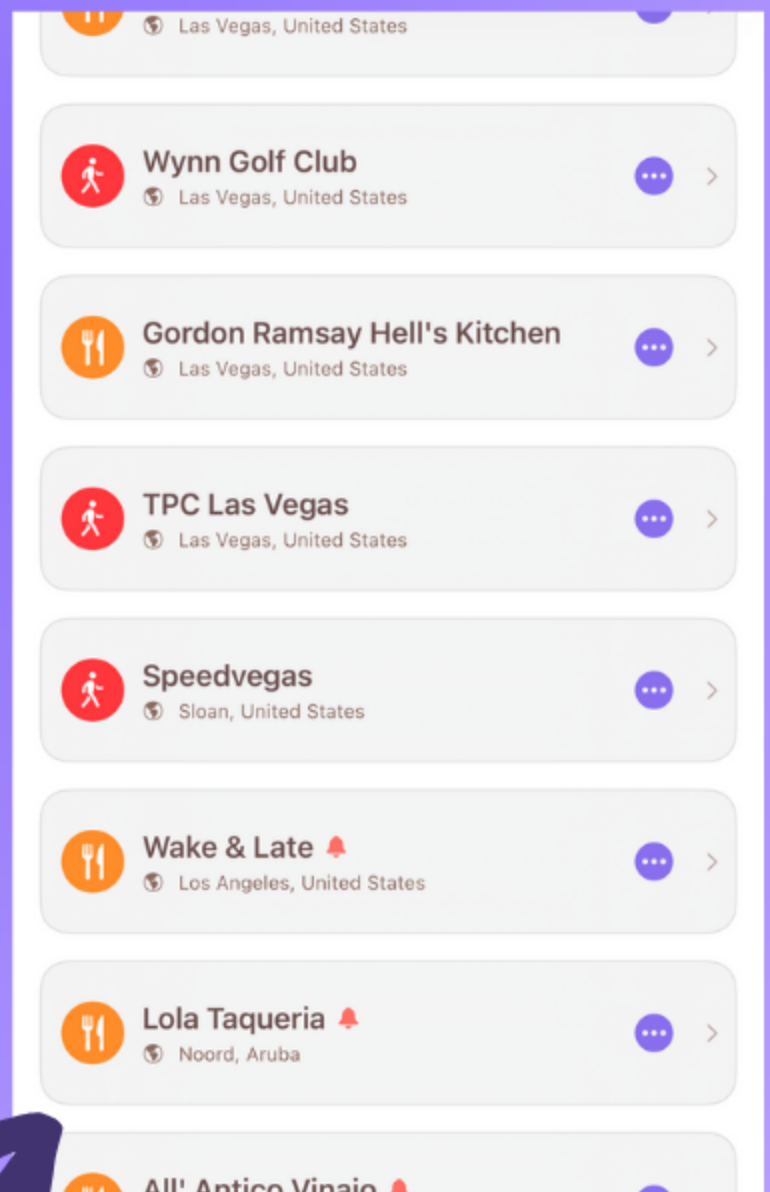 Las Vegas, United States
Wynn Golf Club
Las Vegas, United States
Gordon Ramsay Hell's Kitchen
Las Vegas, United States
TPC Las Vegas
Las Vegas, United States
Speedvegas
Sloan, United States
Wake & Late
Los Angeles, United States
Lola Taqueria
Noord, Aruba
All' Antico Vinaio